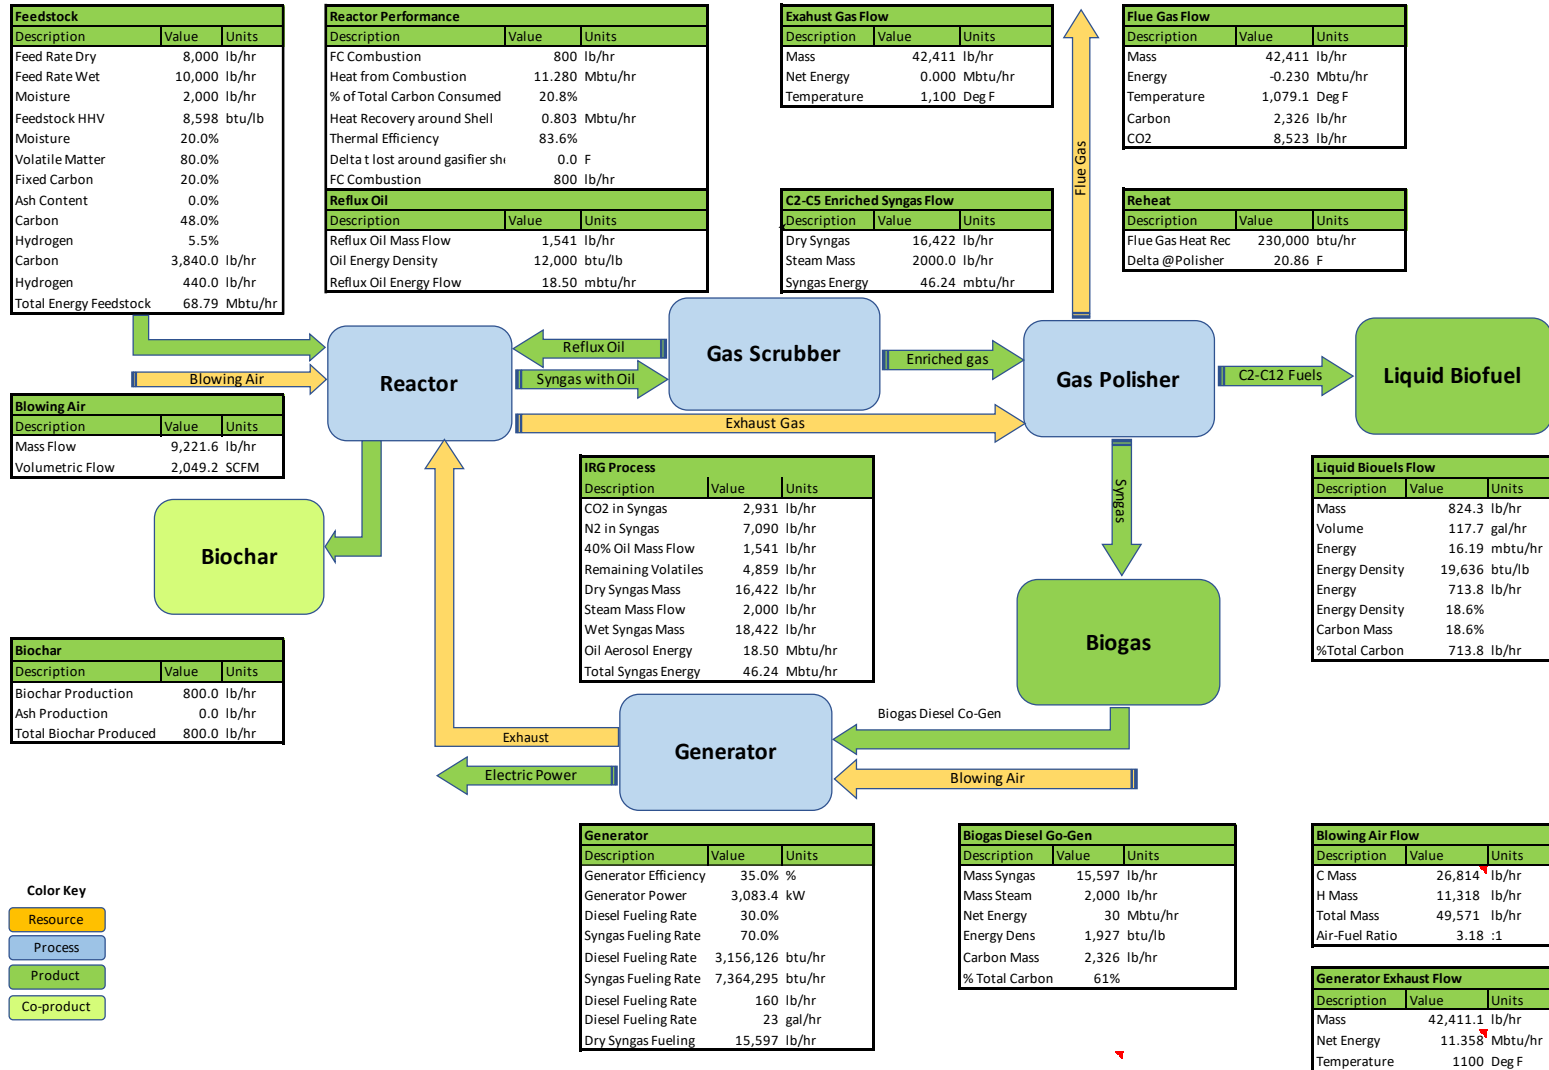 Feedstock
Description Value Units
Feed Rate Dry 8,000 lb/hr
Feed Rate Wet 10,000 lb/hr
Moisture 2,000 lb/hr
Feedstock HHV 8,598 btu/lb
Moisture 20.0%
Volatile Matter 80.0%
Fixed Carbon 20.0%
Ash Content 0.0%
Carbon 48.0%
Hydrogen 5.5%
Carbon 3,840.0 lb/hr
Hydrogen 440.0 lb/hr
Total Energy Feedstock 68.79 Mbtu/hr
Reactor Performance
Description Value Units
FC Combustion 800 lb/hr
Heat from Combustion 11.280 Mbtu/hr
% of Total Carbon Consumed 20.8%
Heat Recovery around Shell 0.803 Mbtu/hr
Thermal Efficiency 83.6%
Delta t lost around gasifier she 0.0 F
FC Combustion 800 lb/hr
Reflux Oil
Description Value Units
Reflux Oil Mass Flow 1,541 lb/hr
Oil Energy Density 12,000 btu/lb
Reflux Oil Energy Flow 18.50 mbtu/hr
Exahust Gas Flow
Description Value Units
Mass 42,411 lb/hr
Net Energy 0.000 Mbtu/hr
Temperature 1,100 Deg F
C2-C5 Enriched Syngas Flow
Description Value Units
Dry Syngas 16,422 lb/hr
Steam Mass 2000.0 lb/hr
Syngas Energy 46.24 mbtu/hr
Flue Gas
Flue Gas Flow
Description Value Units
Mass 42,411 lb/hr
Energy -0.230 Mbtu/hr
Temperature 1,079.1 Deg F
Carbon 2,326 lb/hr
CO2 8,523 lb/hr
Reheat
Description Value Units
Flue Gas Heat Rec 230,000 btu/hr
Delta @Polisher 20.86 F
Blowing Air
Reactor
Reflux Oil
Syngas with Oil
Gas Scrubber
Enriched gas
Exhaust Gas
Gas Polisher
C2-C12 Fuels
Liquid Biofuel
Syngas
Blowing Air
Description Value Units
Mass Flow 9,221.6 lb/hr
Volumetric Flow 2,049.2 SCFM
Biochar
IRG Process
Description Value Units
CO2 in Syngas 2,931 lb/hr
N2 in Syngas 7,090 lb/hr
40% Oil Mass Flow 1,541 lb/hr
Remaining Volatiles 4,859 lb/hr
Dry Syngas Mass 16,422 lb/hr
Steam Mass Flow 2,000 lb/hr
Wet Syngas Mass 18,422 lb/hr
Oil Aerosol Energy 18.50 Mbtu/hr
Total Syngas Energy 46.24 Mbtu/hr
Liquid Biouels Flow
Description Value Units
Mass 824.3 lb/hr
Volume 117.7 gal/hr
Energy 16.19 mbtu/hr
Energy Density 19,636 btu/lb
Energy 713.8 lb/hr
Energy Density 18.6%
Carbon Mass 18.6%
%Total Carbon 713.8 lb/hr
Biogas
Biochar
Description Value Units
Biochar Production 800.0 lb/hr
Ash Production 0.0 lb/hr
Total Biochar Produced 800.0 lb/hr
Exhaust
Electric Power
Generator
Biogas Diesel Co-Gen
Blowing Air
Generator
Description Value Units
Generator Efficiency 35.0% %
Generator Power 3,083.4 kW
Diesel Fueling Rate 30.0%
Syngas Fueling Rate 70.0%
Diesel Fueling Rate 3,156,126 btu/hr
Syngas Fueling Rate 7,364,295 btu/hr
Diesel Fueling Rate 160 lb/hr
Diesel Fueling Rate 23 gal/hr
Dry Syngas Fueling 15,597 lb/hr
Biogas Diesel Go-Gen
Description Value Units
Mass Syngas 15,597 lb/hr
Mass Steam 2,000 lb/hr
Net Energy 30 Mbtu/hr
Energy Dens 1,927 btu/lb
Carbon Mass 2,326 lb/hr
% Total Carbon 61%
Blowing Air Flow
Description Value Units
C Mass 26,814 lb/hr
H Mass 11,318 lb/hr
Total Mass 49,571 lb/hr
Air-Fuel Ratio 3.18 :1
Generator Exhaust Flow
Description Value Units
Mass 42,411.1 lb/hr
Net Energy 11.358 Mbtu/hr
Temperature 1100 Deg F
Color Key
Resource
Process
Product
Co-product